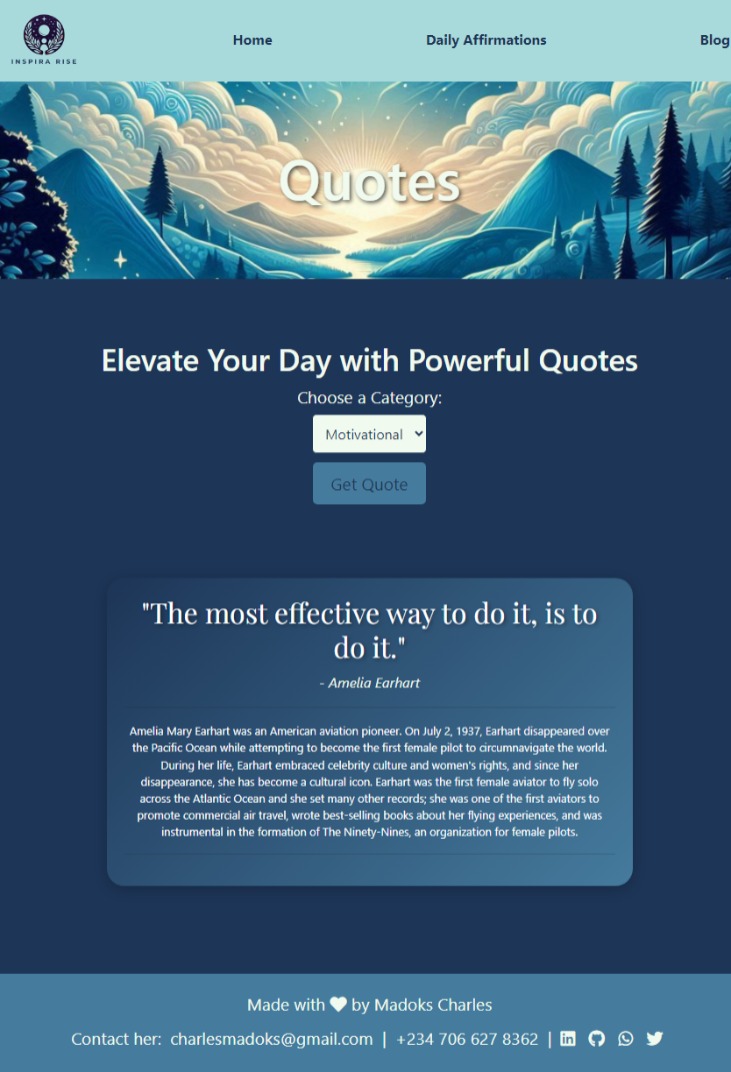 INSPIRA RISE
Home
Daily Affirmations
Blog
Quotes
Elevate Your Day with Powerful Quotes
Choose a Category:
Motivational
Get Quote
"The most effective way to do it, is to
do it."
- Amelia Earhart
Amelia Mary Earhart was an American aviation pioneer. On July 2, 1937, Earhart disappeared over
the Pacific Ocean while attempting to become the first female pilot to circumnavigate the world.
During her life, Earhart embraced celebrity culture and women's rights, and since her
disappearance, she has become a cultural icon. Earhart was the first female aviator to fly solo
across the Atlantic Ocean and she set many other records; she was one of the first aviators to
promote commercial air travel, wrote best-selling books about her flying experiences, and was
instrumental in the formation of The Ninety-Nines, an organization for female pilots.
Made with ♥ by Madoks Charles
Contact her: charlesmadoks@gmail.com | +234 706 627 8362 |